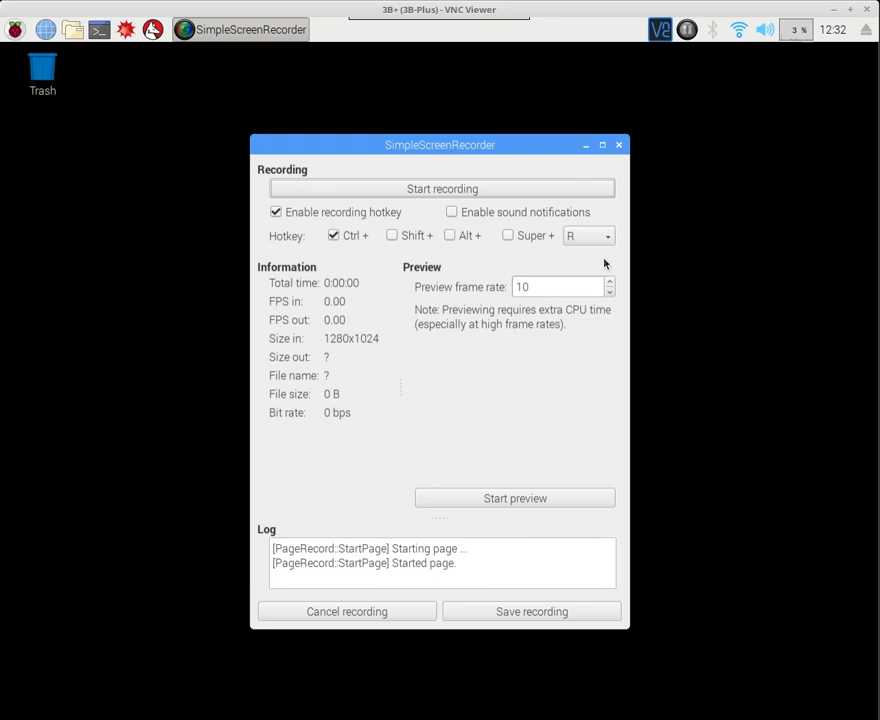 3B+ (3B-Plus) - VNC Viewer
SimpleScreenRecorder
3 %
12:32
Trash
SimpleScreenRecorder
Recording
Start recording
Enable recording hotkey
Enable sound notifications
Hotkey: Ctrl + Shift + Alt + Super + R
Information
Total time: 0:00:00
FPS in: 0.00
FPS out: 0.00
Size in: 1280x1024
Size out: ?
File name: ?
File size: 0 B
Bit rate: 0 bps
Preview
Preview frame rate: 10
Note: Previewing requires extra CPU time
(especially at high frame rates).
Start preview
Log
[PageRecord::StartPage] Starting page ...
[PageRecord::StartPage] Started page.
Cancel recording
Save recording